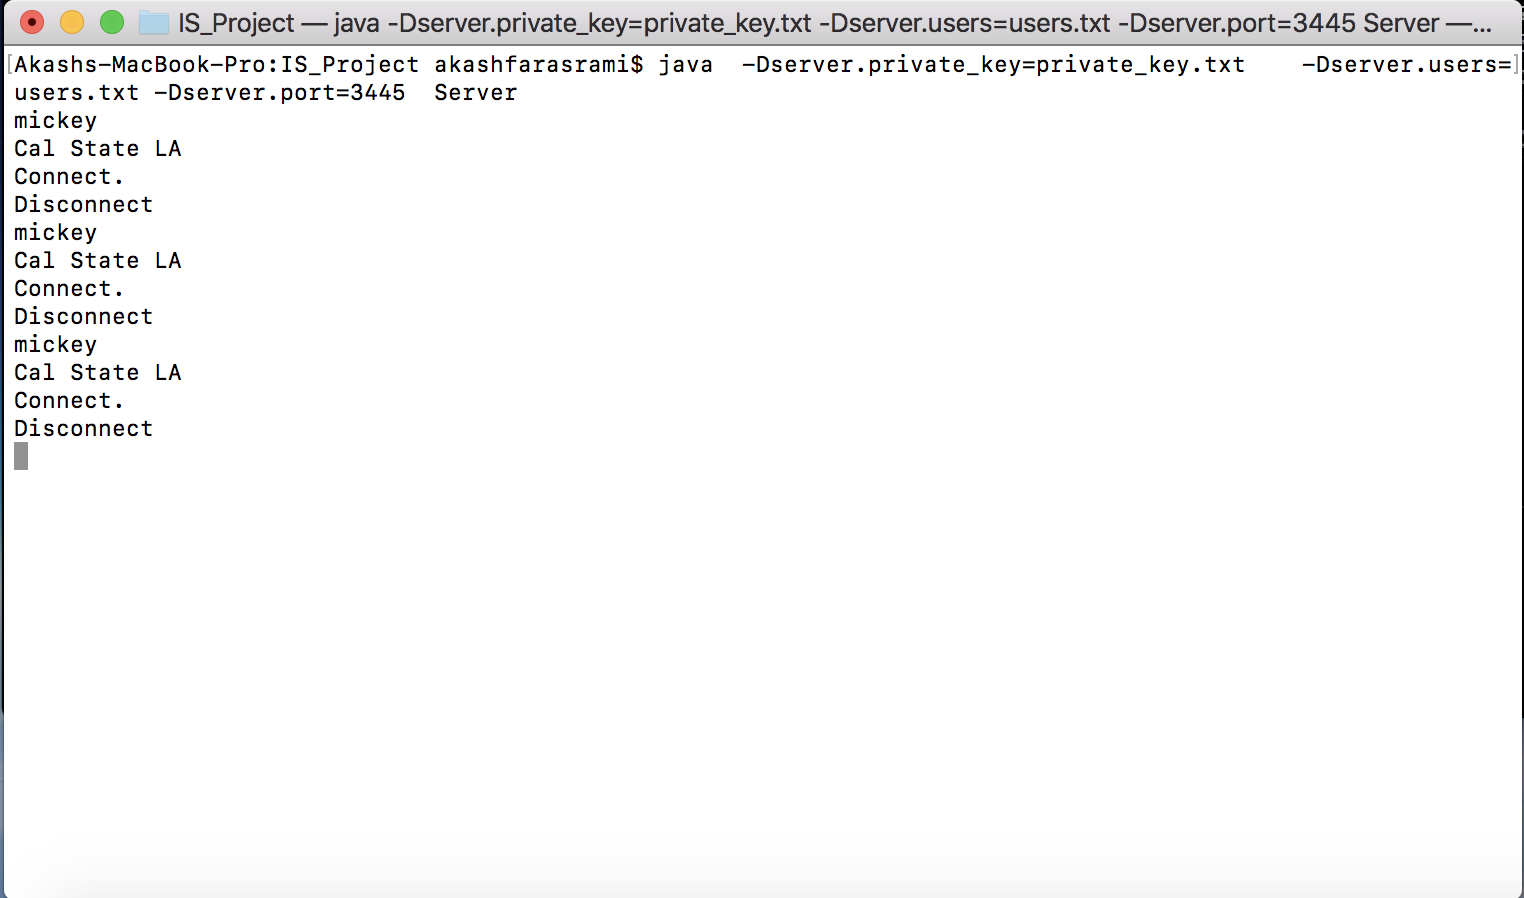 IS_Project — java -Dserver.private_key=private_key.txt -Dserver.users=users.txt -Dserver.port=3445 Server —...
[Akashs-MacBook-Pro:IS_Project akashfarasrami$ java  -Dserver.private_key=private_key.txt    -Dserver.users=]
users.txt -Dserver.port=3445  Server
mickey
Cal State LA
Connect.
Disconnect
mickey
Cal State LA
Connect.
Disconnect
mickey
Cal State LA
Connect.
Disconnect